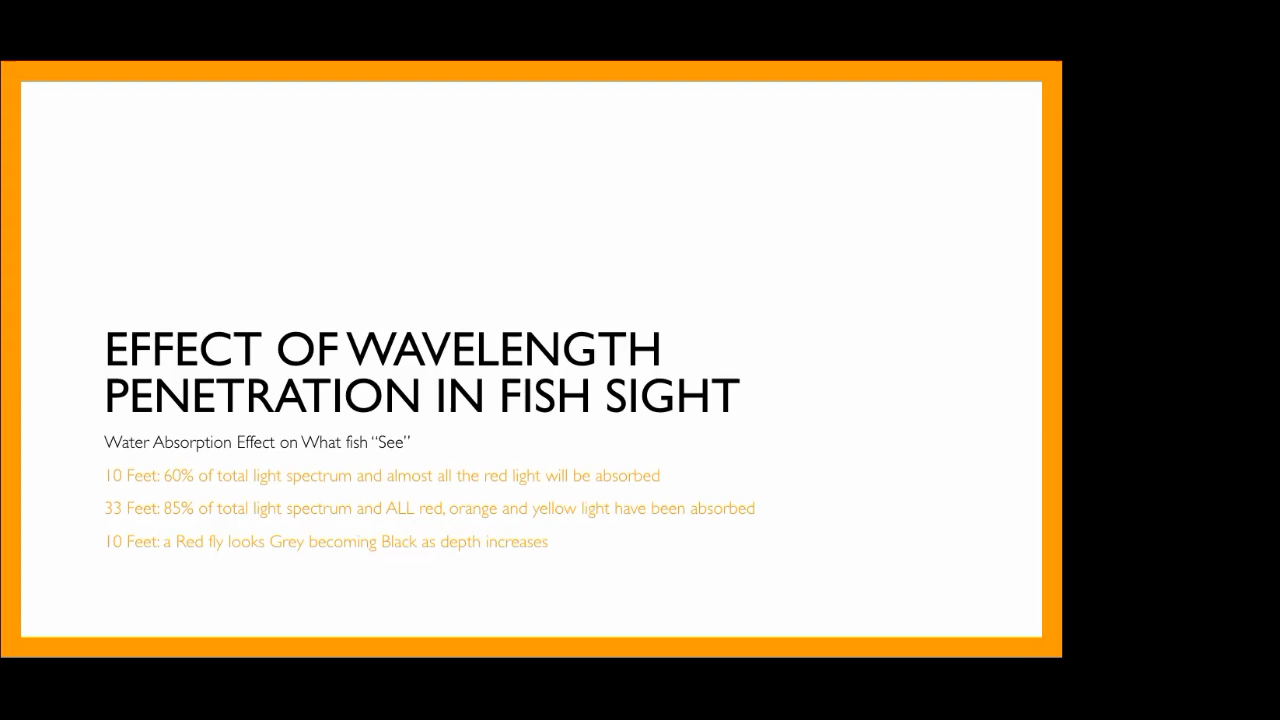 EFFECT OF WAVELENGTH
PENETRATION IN FISH SIGHT
Water Absorption Effect on What fish “See”
10 Feet: 60% of total light spectrum and almost all the red light will be absorbed
33 Feet: 85% of total light spectrum and ALL red, orange and yellow light have been absorbed
10 Feet: a Red fly looks Grey becoming Black as depth increases